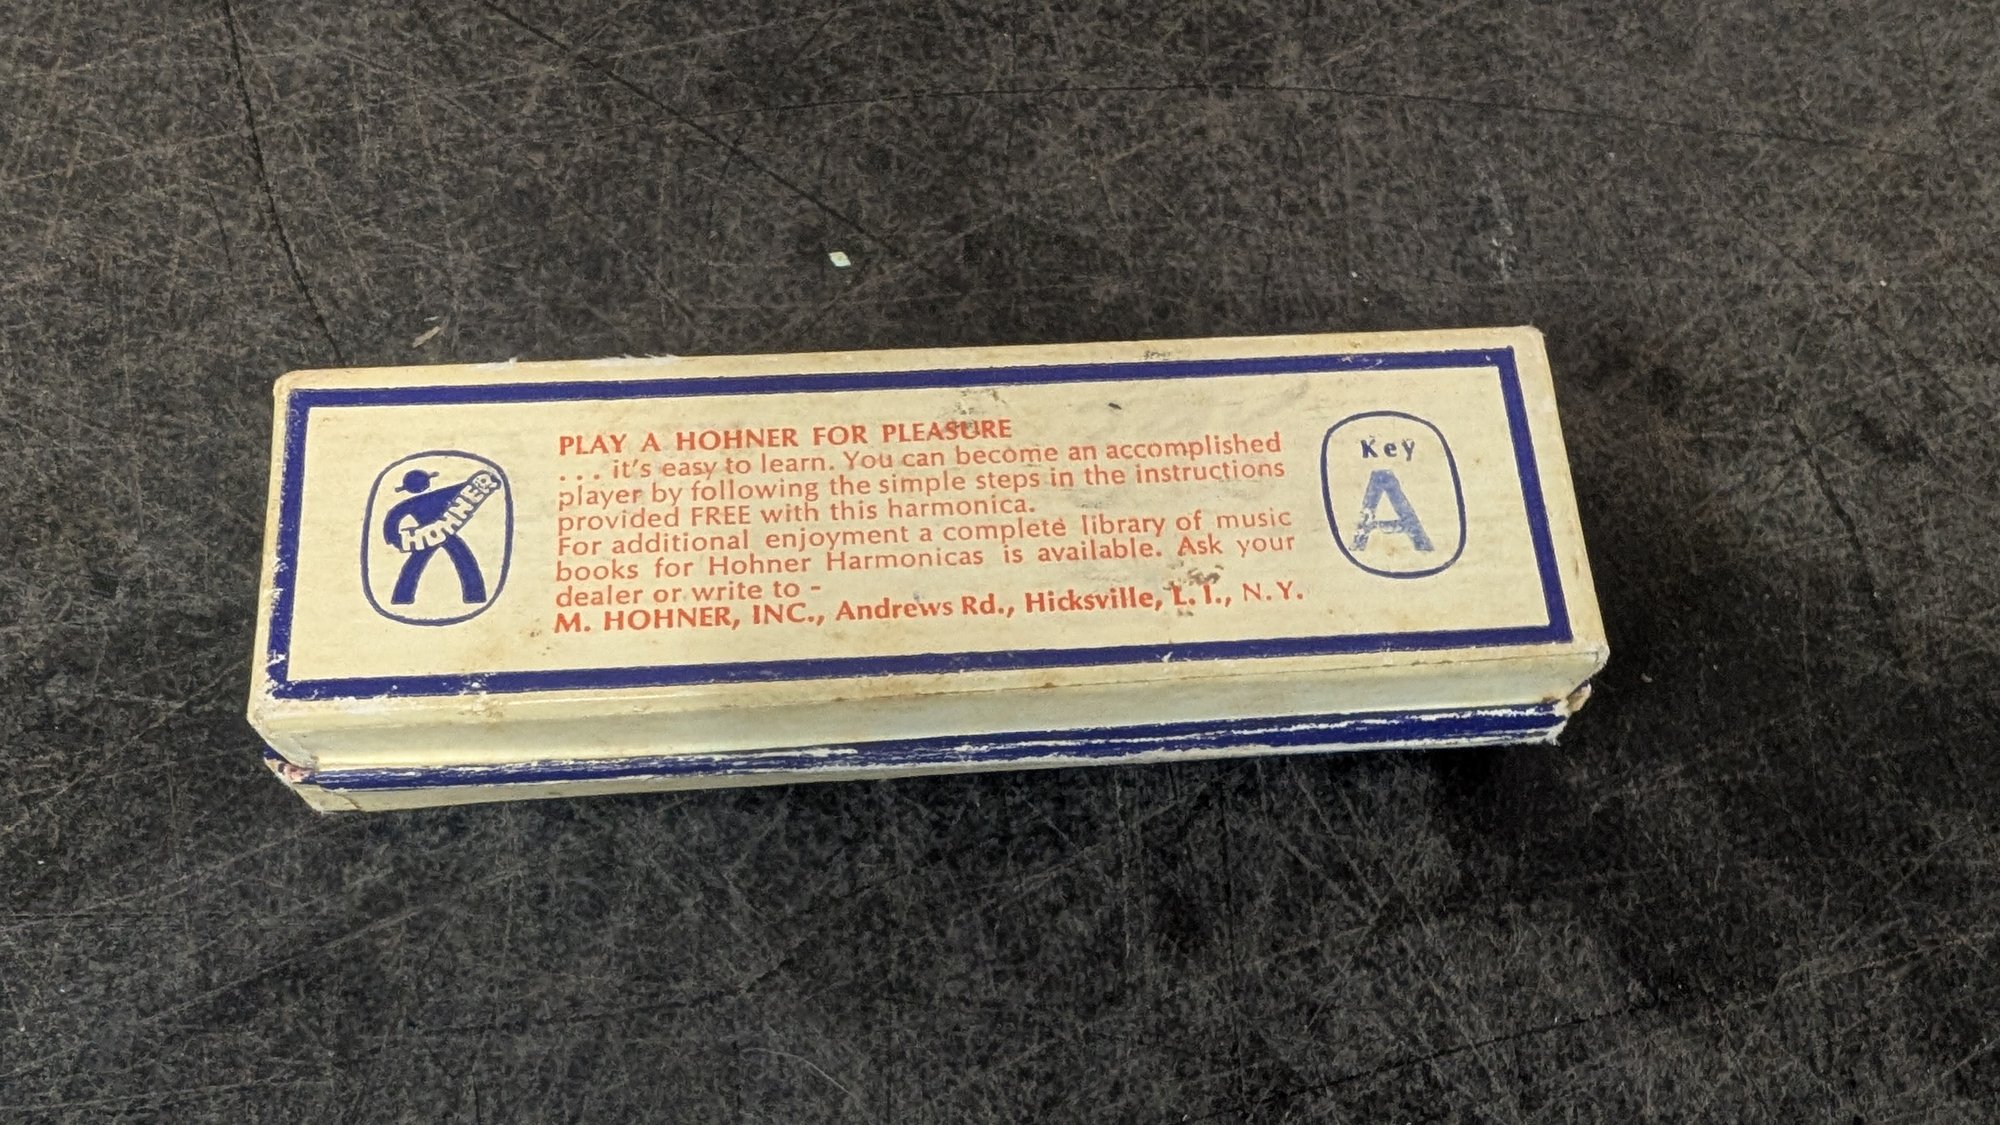 PLAY A HOHNER FOR PLEASURE
. . . it's easy to learn. You can become an accomplished
player by following the simple steps in the instructions
provided FREE with this harmonica.
For additional enjoyment a complete library of music
books for Hohner Harmonicas is available. Ask your
dealer or write to -
M. HOHNER, INC., Andrews Rd., Hicksville, L. I., N. Y.
HOHNER
Key
A